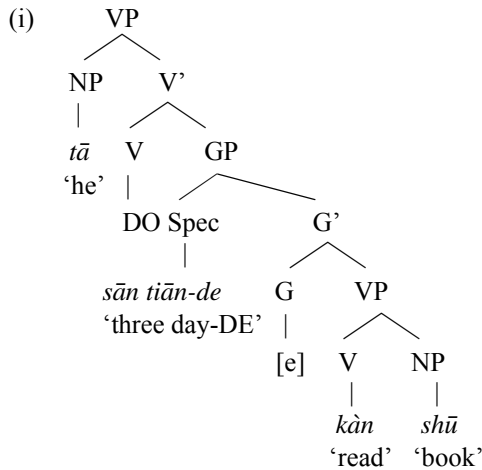 (i) VP
NP V’
tā V GP
‘he’
DO Spec G’
sān tiān-de G VP
‘three day-DE’
[e] V NP
kàn shū
‘read’ ‘book’